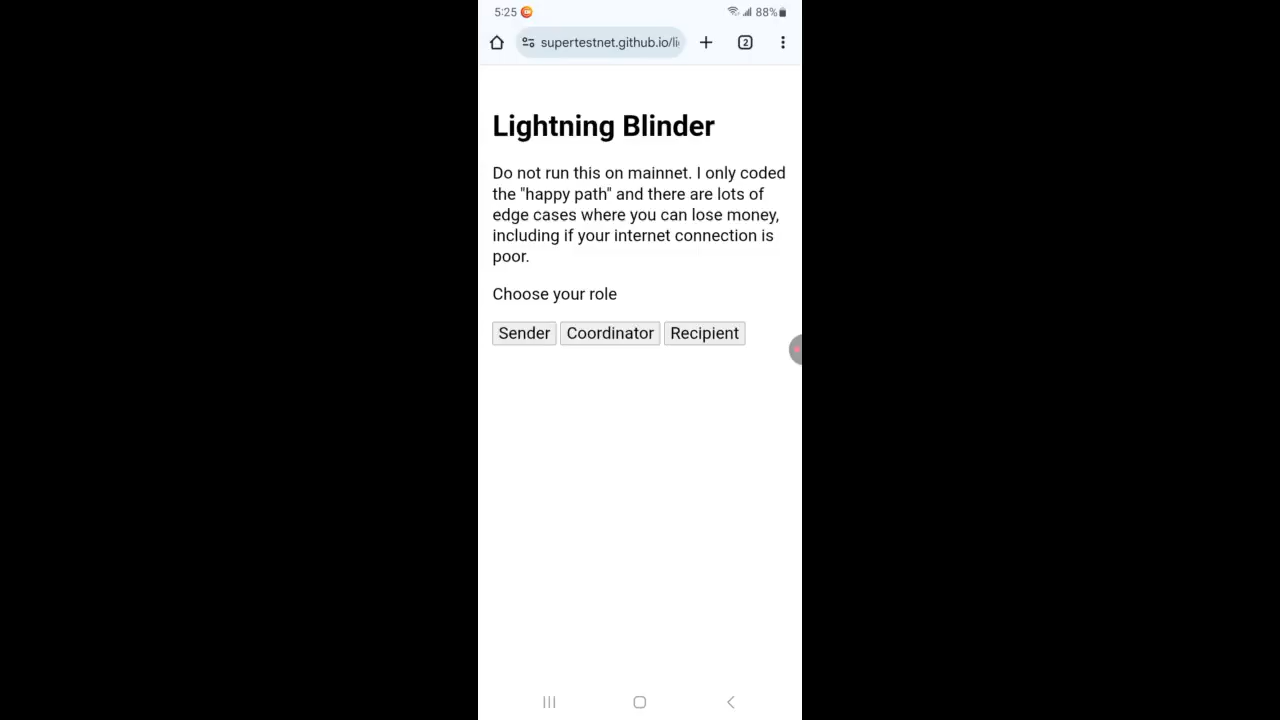 5:25
88%
supertestnet.github.io/li
2
Lightning Blinder
Do not run this on mainnet. I only coded
the "happy path" and there are lots of
edge cases where you can lose money,
including if your internet connection is
poor.
Choose your role
Sender Coordinator Recipient